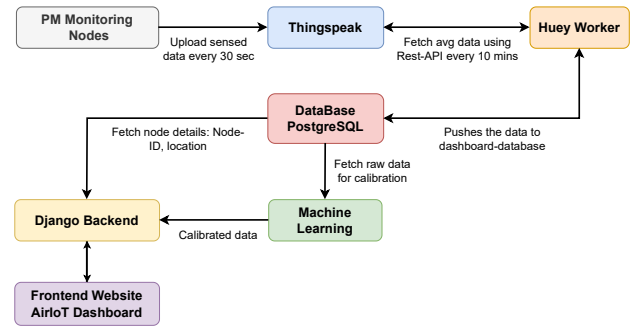 PM Monitoring
Nodes
Upload sensed
data every 30 sec
Thingspeak
Fetch avg data using
Rest-API every 10 mins
Huey Worker
DataBase
PostgreSQL
Fetch node details: Node-
ID, location
Pushes the data to
dashboard-database
Fetch raw data
for calibration
Django Backend
Calibrated data
Machine
Learning
Frontend Website
AirIoT Dashboard